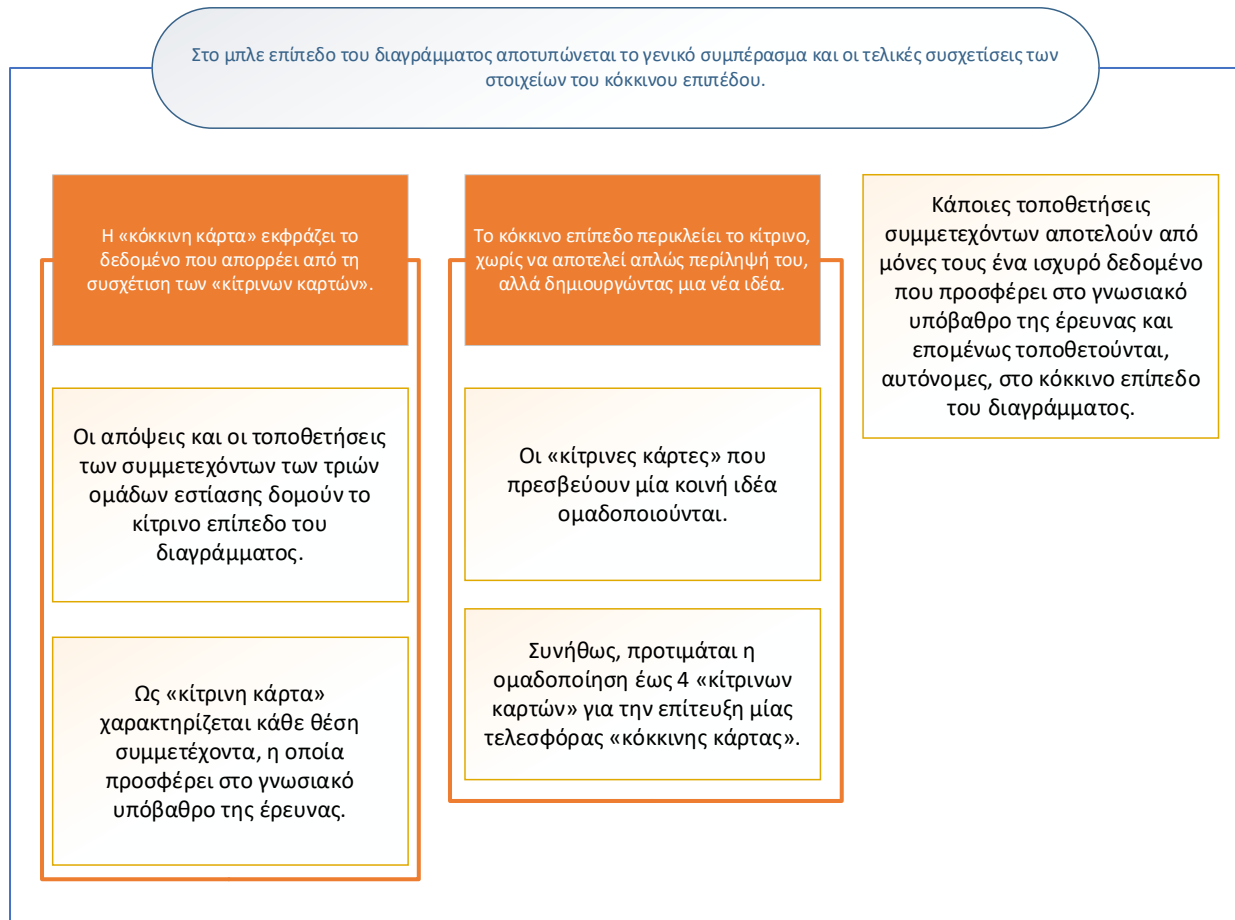 Στο μπλε επίπεδο του διαγράμματος αποτυπώνεται το γενικό συμπέρασμα και οι τελικές συσχετίσεις των
στοιχείων του κόκκινου επιπέδου.
Η «κόκκινη κάρτα» εκφράζει το
δεδομένο που απορρέει από τη
συσχέτιση των «κίτρινων καρτών».
Οι απόψεις και οι τοποθετήσεις
των συμμετεχόντων των τριών
ομάδων εστίασης δομούν το
κίτρινο επίπεδο του
διαγράμματος.
Ως «κίτρινη κάρτα»
χαρακτηρίζεται κάθε θέση
συμμετέχοντα, η οποία
προσφέρει στο γνωσιακό
υπόβαθρο της έρευνας.
Το κόκκινο επίπεδο περικλείει το κίτρινο,
χωρίς να αποτελεί απλώς περίληψή του,
αλλά δημιουργώντας μια νέα ιδέα.
Οι «κίτρινες κάρτες» που
πρεσβεύουν μία κοινή ιδέα
ομαδοποιούνται.
Συνήθως, προτιμάται η
ομαδοποίηση έως 4 «κίτρινων
καρτών» για την επίτευξη μίας
τελεσφόρας «κόκκινης κάρτας».
Κάποιες τοποθετήσεις
συμμετεχόντων αποτελούν από
μόνες τους ένα ισχυρό δεδομένο
που προσφέρει στο γνωσιακό
υπόβαθρο της έρευνας και
επομένως τοποθετούνται,
αυτόνομες, στο κόκκινο επίπεδο
του διαγράμματος.